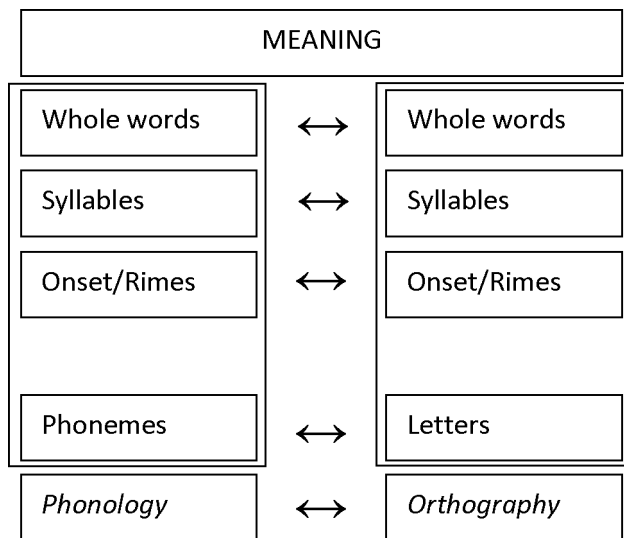 MEANING
Whole words ↔ Whole words
Syllables ↔ Syllables
Onset/Rimes ↔ Onset/Rimes
Phonemes ↔ Letters
Phonology ↔ Orthography